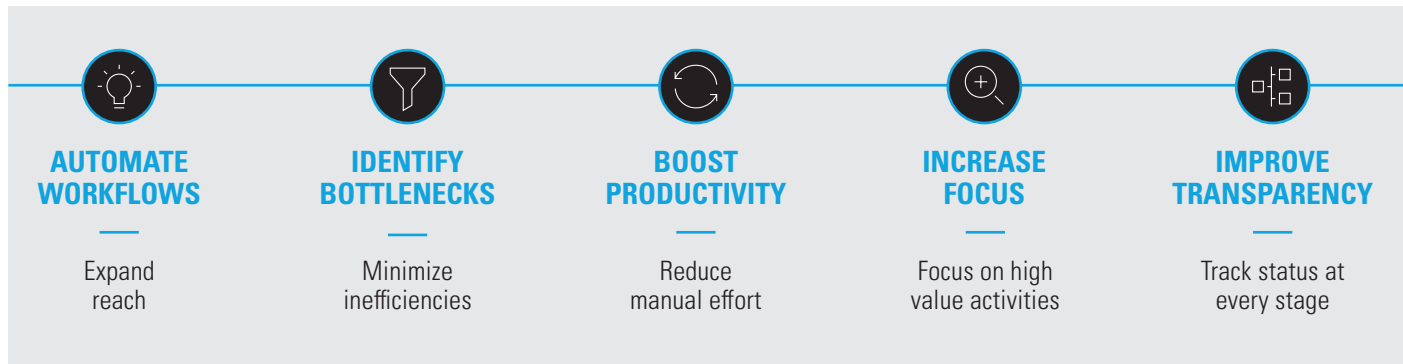 AUTOMATE
WORKFLOWS
Expand
reach
IDENTIFY
BOTTLENECKS
Minimize
inefficiencies
BOOST
PRODUCTIVITY
Reduce
manual effort
INCREASE
FOCUS
Focus on high
value activities
IMPROVE
TRANSPARENCY
Track status at
every stage